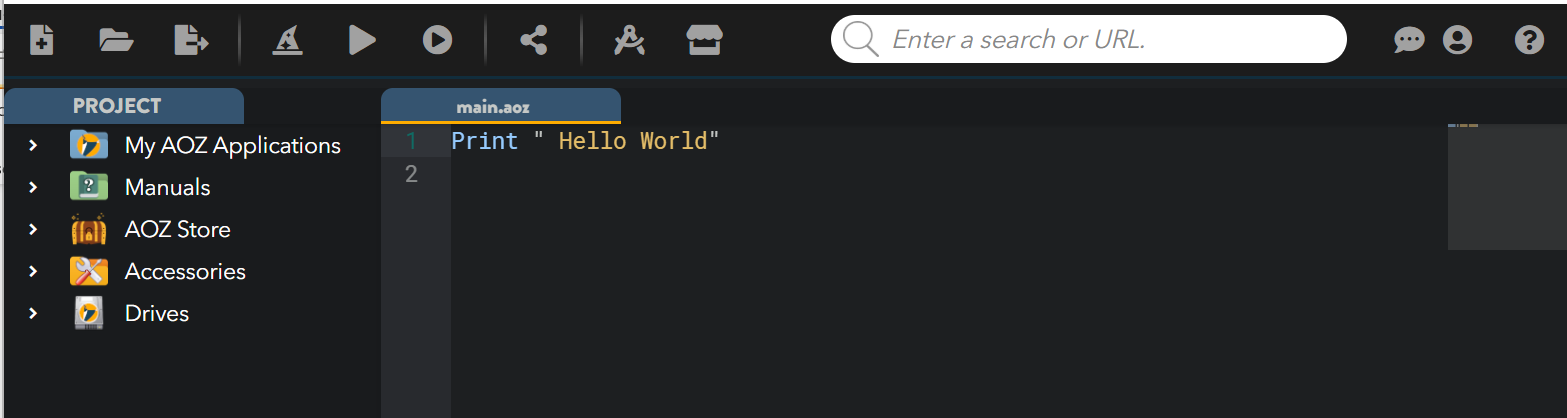 Enter a search or URL.
PROJECT
main.aoz
My AOZ Applications
Manuals
AOZ Store
Accessories
Drives
1 Print " Hello World"
2